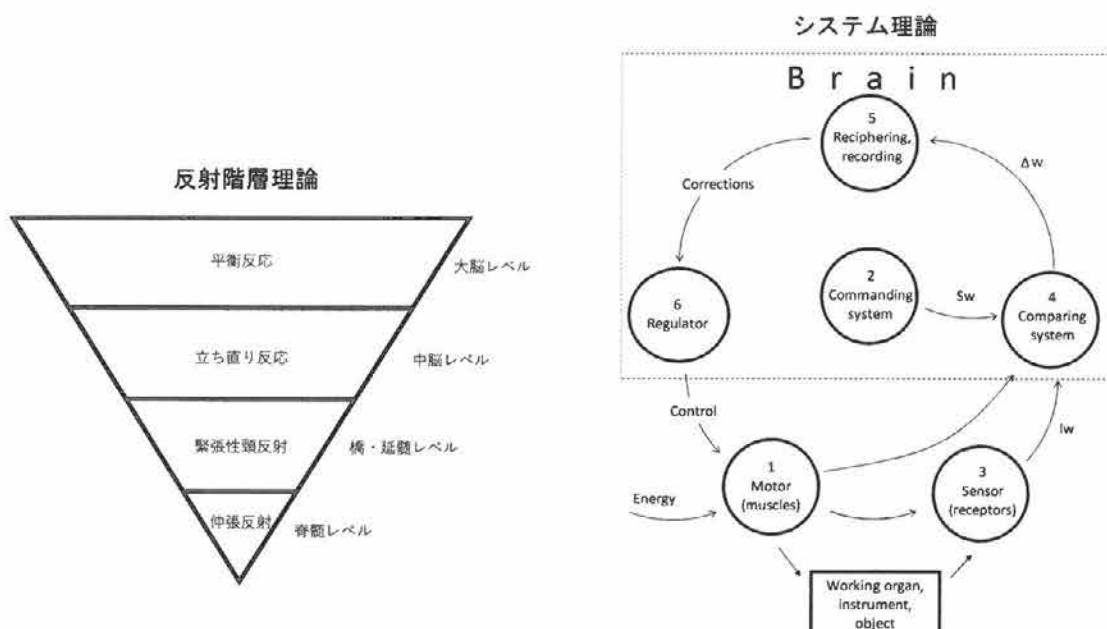 反射階層理論
平衡反応
大脳レベル
立ち直り反応
中脳レベル
緊張性頸反射
橋・延髄レベル
伸張反射
脊髄レベル
システム理論
Brain
5
Reciphering,
recording
Δw
Corrections
2
Commanding
system
Sw
4
Comparing
system
6
Regulator
Control
Iw
1
Motor
(muscles)
3
Sensor
(receptors)
Energy
Working organ,
instrument,
object